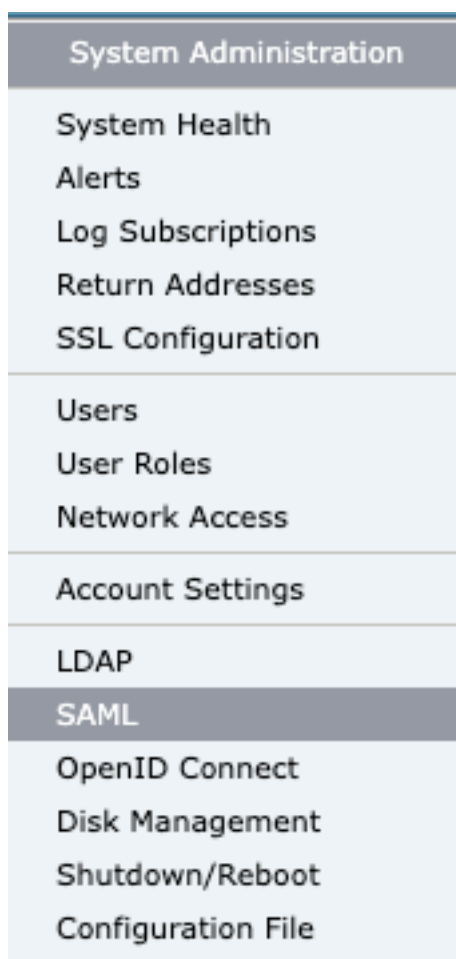 System Administration
System Health
Alerts
Log Subscriptions
Return Addresses
SSL Configuration
Users
User Roles
Network Access
Account Settings
LDAP
SAML
OpenID Connect
Disk Management
Shutdown/Reboot
Configuration File